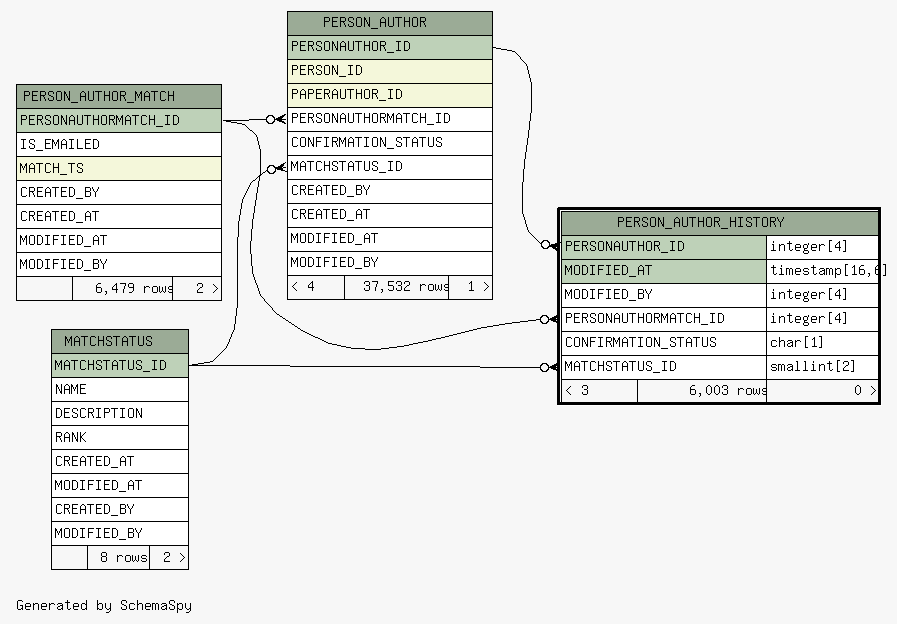 PERSON_AUTHOR
PERSONAUTHOR_ID
PERSON_ID
PAPERAUTHOR_ID
PERSONAUTHORMATCH_ID
CONFIRMATION_STATUS
MATCHSTATUS_ID
CREATED_BY
CREATED_AT
MODIFIED_AT
MODIFIED_BY
< 4 37,532 rows 1 >
PERSON_AUTHOR_MATCH
PERSONAUTHORMATCH_ID
IS_EMAILED
MATCH_TS
CREATED_BY
CREATED_AT
MODIFIED_AT
MODIFIED_BY
6,479 rows 2 >
PERSON_AUTHOR_HISTORY
PERSONAUTHOR_ID integer[4]
MODIFIED_AT timestamp[16,6]
MODIFIED_BY integer[4]
PERSONAUTHORMATCH_ID integer[4]
CONFIRMATION_STATUS char[1]
MATCHSTATUS_ID smallint[2]
< 3 6,003 rows 0 >
MATCHSTATUS
MATCHSTATUS_ID
NAME
DESCRIPTION
RANK
CREATED_AT
MODIFIED_AT
CREATED_BY
MODIFIED_BY
8 rows 2 >
Generated by SchemaSpy